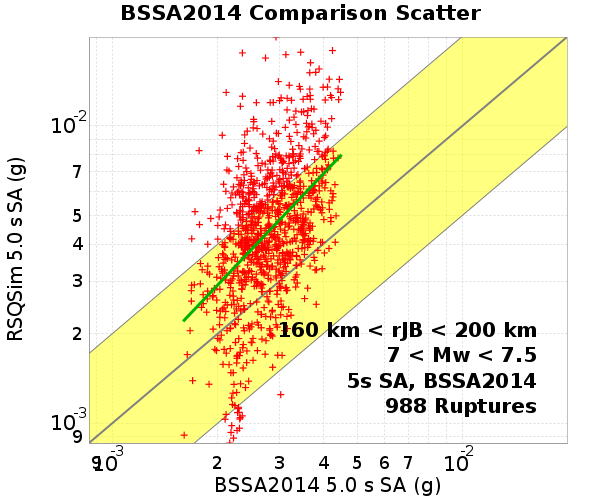 BSSA2014 Comparison Scatter
RSQSim 5.0 s SA (g)
10-2
7
5
4
3
2
10-3
9
160 km < rJB < 200 km
7 < Mw < 7.5
5s SA, BSSA2014
988 Ruptures
9 10-3 2 3 4 5 6 7 10-2
BSSA2014 5.0 s SA (g)